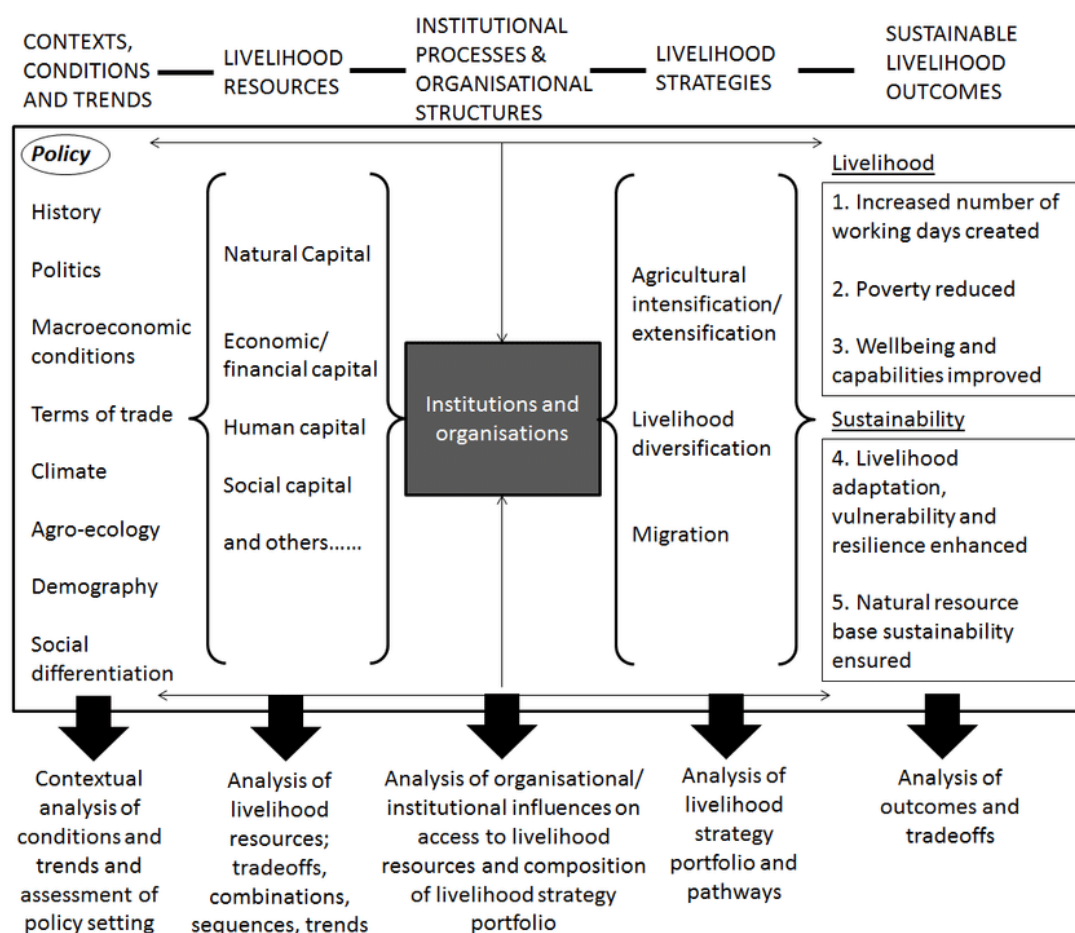 CONTEXTS,
CONDITIONS
AND TRENDS
LIVELIHOOD
RESOURCES
INSTITUTIONAL
PROCESSES &
ORGANISATIONAL
STRUCTURES
LIVELIHOOD
STRATEGIES
SUSTAINABLE
LIVELIHOOD
OUTCOMES
Policy
History
Politics
Macroeconomic
conditions
Terms of trade
Climate
Agro-ecology
Demography
Social
differentiation
Natural Capital
Economic/
financial capital
Human capital
Social capital
and others......
Institutions and
organisations
Agricultural
intensification/
extensification
Livelihood
diversification
Migration
Livelihood
1. Increased number of
working days created
2. Poverty reduced
3. Wellbeing and
capabilities improved
Sustainability
4. Livelihood
adaptation,
vulnerability and
resilience enhanced
5. Natural resource
base sustainability
ensured
Contextual
analysis of
conditions and
trends and
assessment of
policy setting
Analysis of
livelihood
resources;
tradeoffs,
combinations,
sequences, trends
Analysis of organisational/
institutional influences on
access to livelihood
resources and composition
of livelihood strategy
portfolio
Analysis of
livelihood
strategy
portfolio and
pathways
Analysis of
outcomes and
tradeoffs